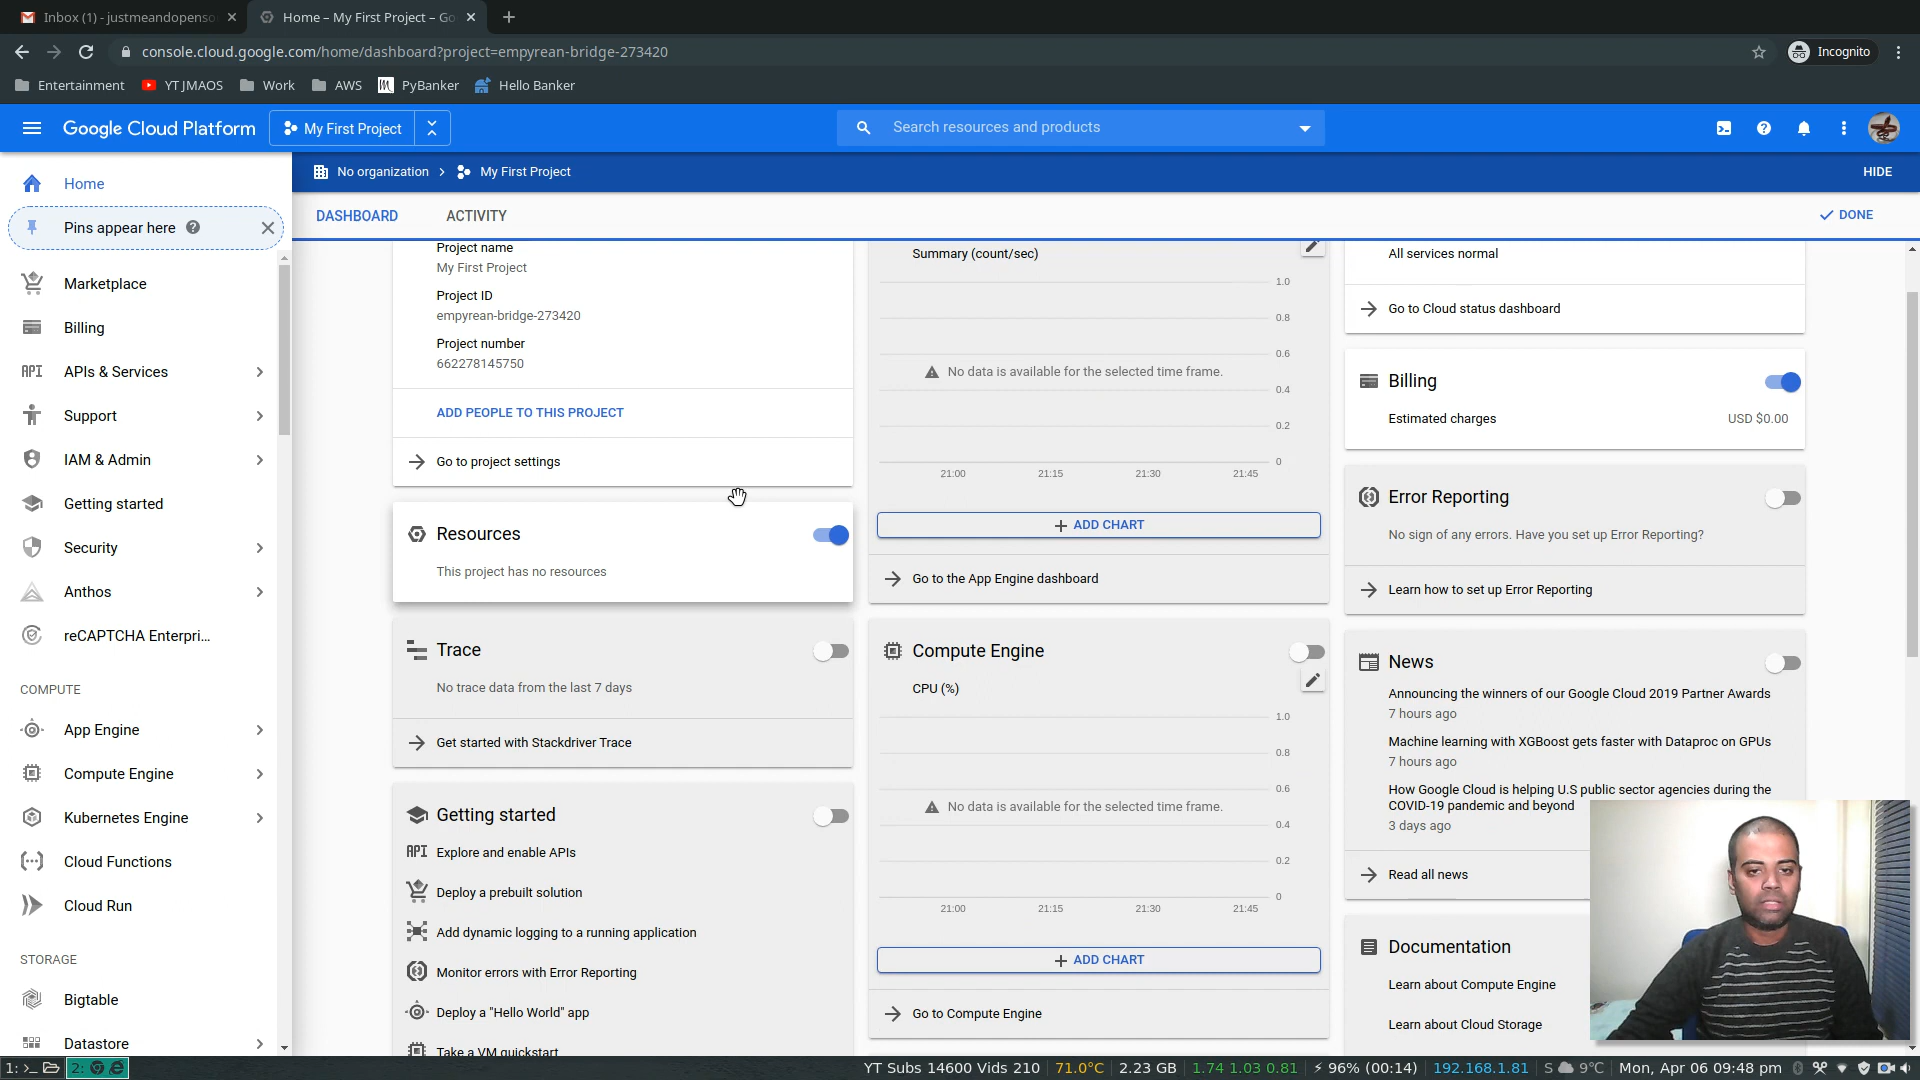 Inbox (1) - justmeandopenso
Home – My First Project – Go
console.cloud.google.com/home/dashboard?project=empyrean-bridge-273420
Incognito
Entertainment
YT JMAOS
Work
AWS
PyBanker
Hello Banker
Google Cloud Platform
My First Project
Search resources and products
No organization
My First Project
HIDE
DASHBOARD
ACTIVITY
DONE
Home
Pins appear here
Marketplace
Billing
API APIs & Services
Support
IAM & Admin
Getting started
Security
Anthos
reCAPTCHA Enterpri...
COMPUTE
App Engine
Compute Engine
Kubernetes Engine
Cloud Functions
Cloud Run
STORAGE
Bigtable
Datastore
Project name
My First Project
Project ID
empyrean-bridge-273420
Project number
662278145750
ADD PEOPLE TO THIS PROJECT
Go to project settings
Resources
This project has no resources
Trace
No trace data from the last 7 days
Get started with Stackdriver Trace
Getting started
API Explore and enable APIs
Deploy a prebuilt solution
Add dynamic logging to a running application
Monitor errors with Error Reporting
Deploy a "Hello World" app
Take a VM quickstart
Summary (count/sec)
1.0
0.8
0.6
No data is available for the selected time frame.
0.4
0.2
0
21:00 21:15 21:30 21:45
ADD CHART
Go to the App Engine dashboard
Compute Engine
CPU (%)
1.0
0.8
0.6
No data is available for the selected time frame.
0.4
0.2
0
21:00 21:15 21:30 21:45
ADD CHART
Go to Compute Engine
All services normal
Go to Cloud status dashboard
Billing
Estimated charges USD $0.00
Error Reporting
No sign of any errors. Have you set up Error Reporting?
Learn how to set up Error Reporting
News
Announcing the winners of our Google Cloud 2019 Partner Awards
7 hours ago
Machine learning with XGBoost gets faster with Dataproc on GPUs
7 hours ago
How Google Cloud is helping U.S public sector agencies during the
COVID-19 pandemic and beyond
3 days ago
Read all news
Documentation
Learn about Compute Engine
Learn about Cloud Storage
1: 2: YT Subs 14600 Vids 210 71.0°C 2.23 GB 1.74 1.03 0.81 96% (00:14) 192.168.1.81 S 9°C Mon, Apr 06 09:48 pm